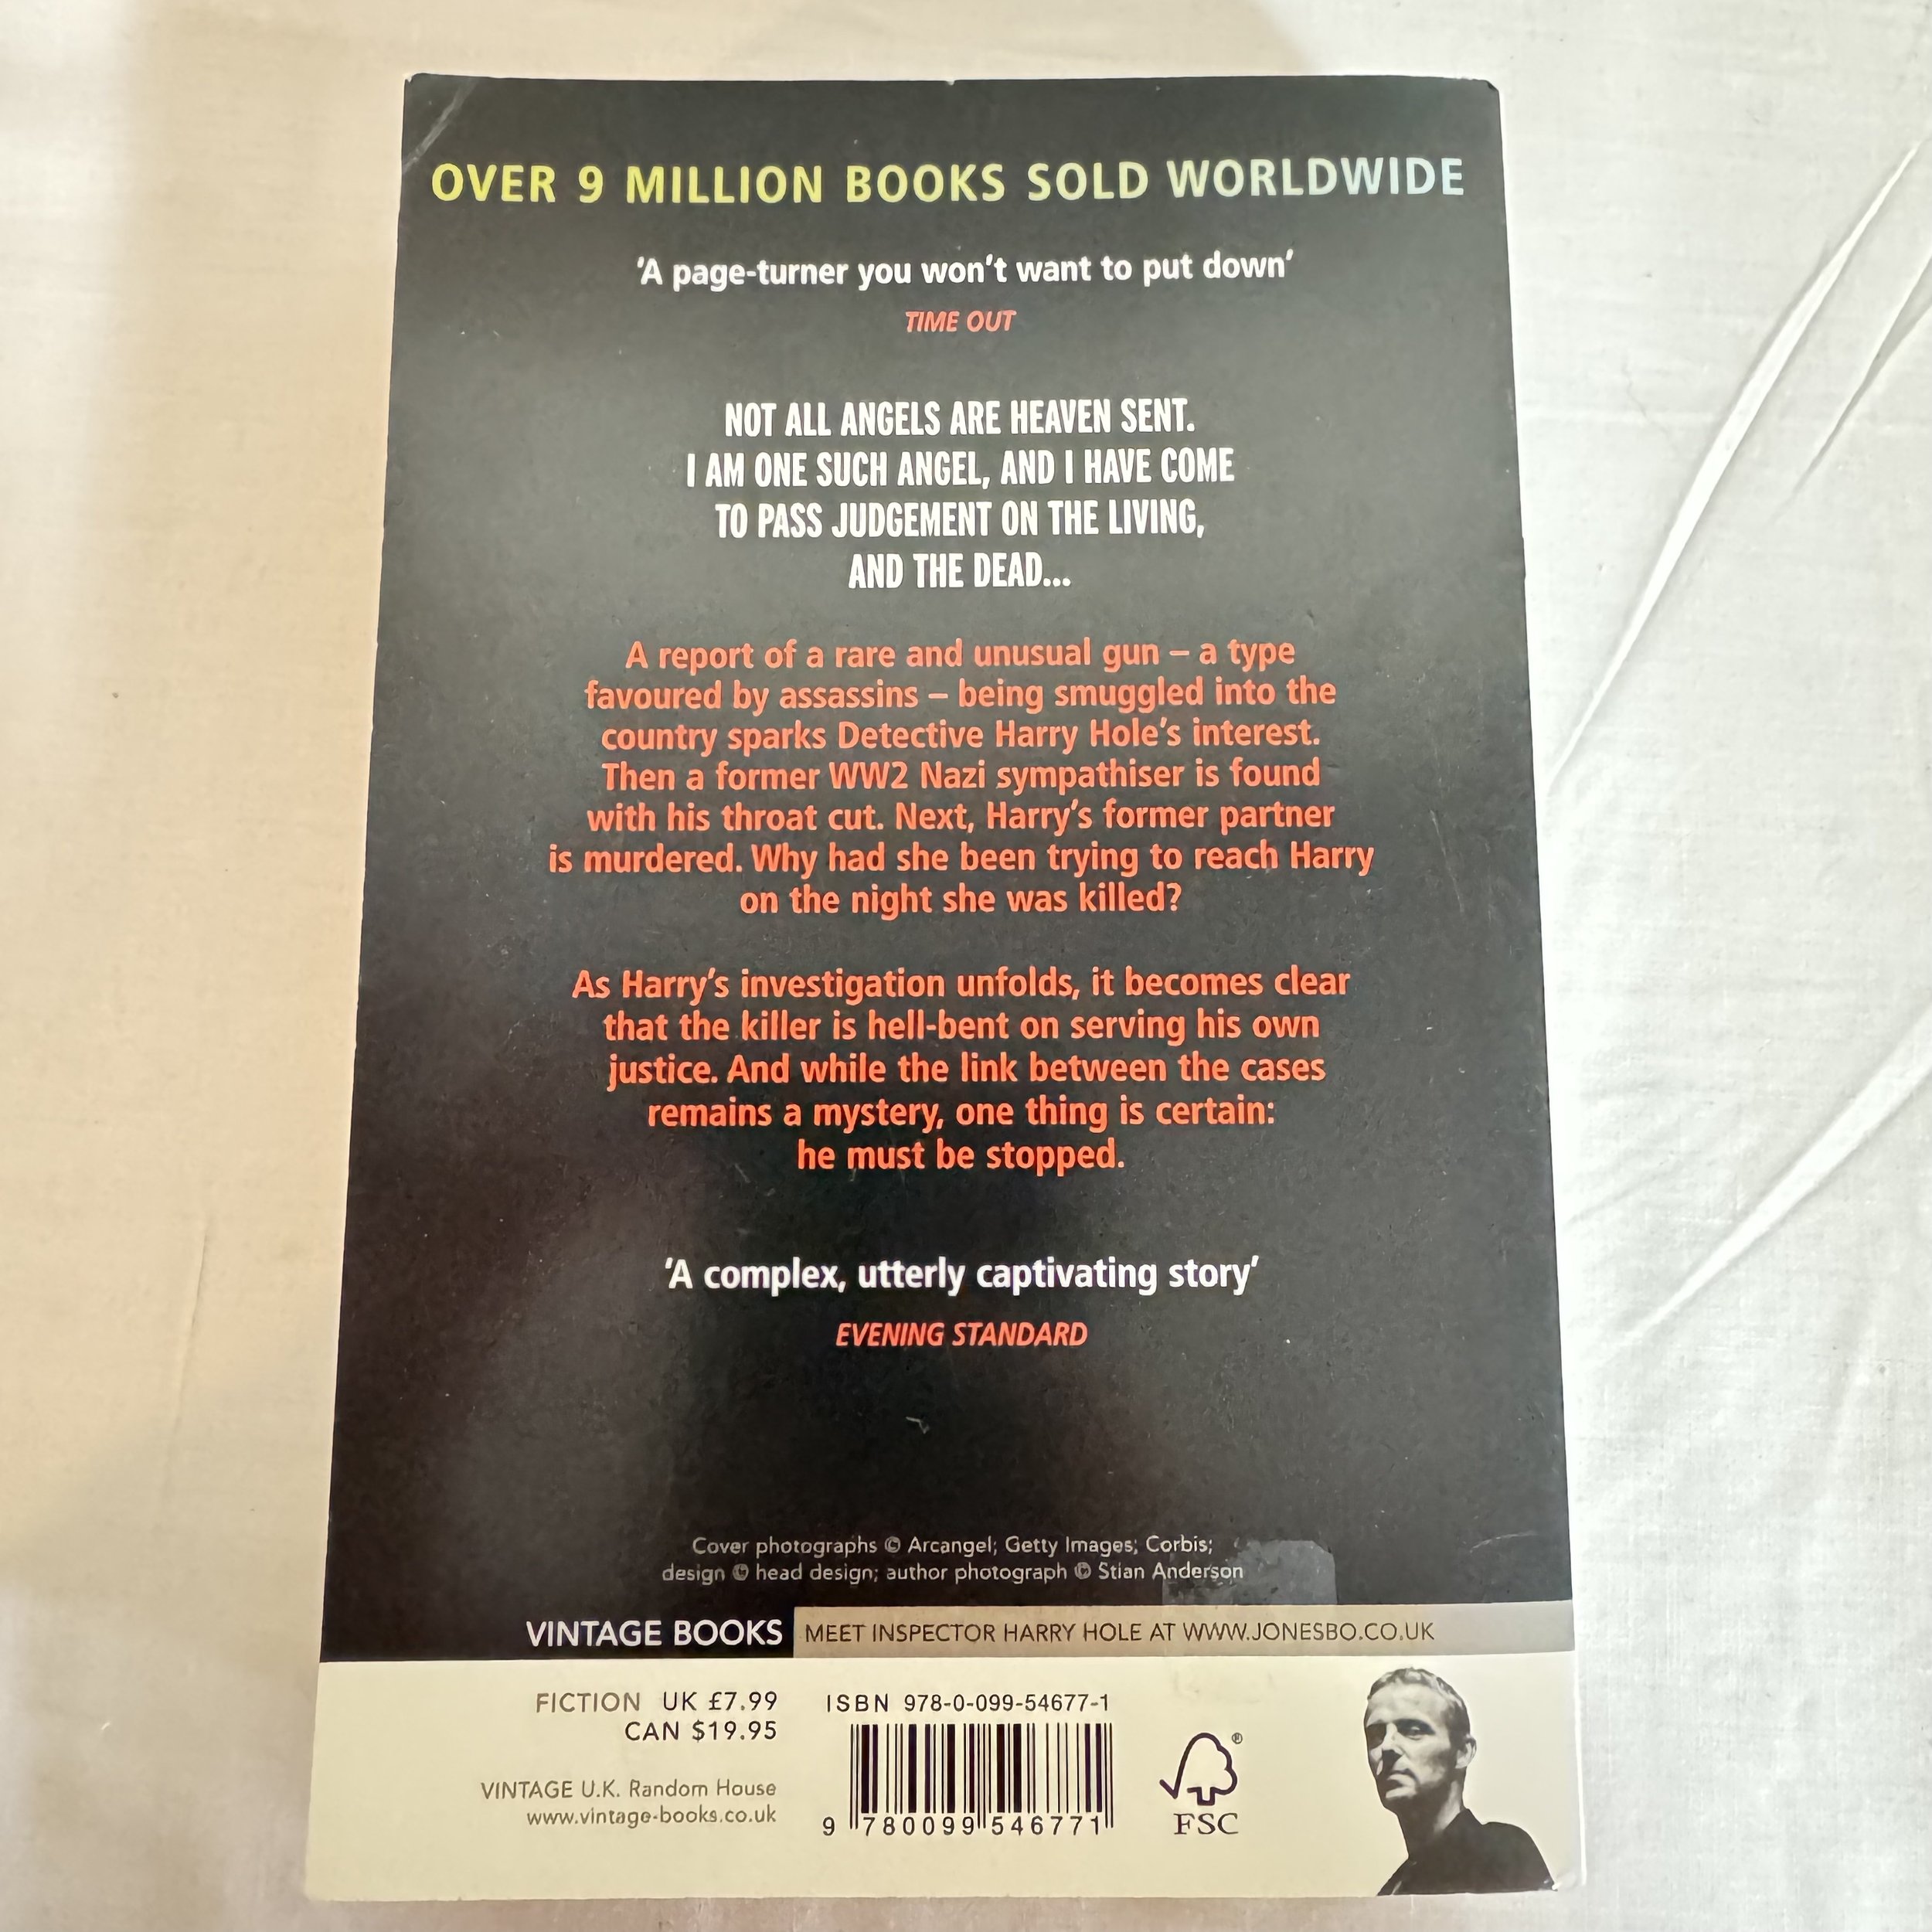 OVER 9 MILLION BOOKS SOLD WORLDWIDE
'A page-turner you won't want to put down'
TIME OUT
NOT ALL ANGELS ARE HEAVEN SENT.
I AM ONE SUCH ANGEL, AND I HAVE COME
TO PASS JUDGEMENT ON THE LIVING,
AND THE DEAD...
A report of a rare and unusual gun – a type
favoured by assassins – being smuggled into the
country sparks Detective Harry Hole's interest.
Then a former WW2 Nazi sympathiser is found
with his throat cut. Next, Harry's former partner
is murdered. Why had she been trying to reach Harry
on the night she was killed?
As Harry's investigation unfolds, it becomes clear
that the killer is hell-bent on serving his own
justice. And while the link between the cases
remains a mystery, one thing is certain:
he must be stopped.
'A complex, utterly captivating story'
EVENING STANDARD
Cover photographs © Arcangel; Getty Images; Corbis;
design © head design; author photograph © Stian Anderson
VINTAGE BOOKS MEET INSPECTOR HARRY HOLE AT WWW.JONESBO.CO.UK
FICTION UK £7.99
CAN $19.95
VINTAGE U.K. Random House
www.vintage-books.co.uk
ISBN 978-0-099-54677-1
9 780099 546771
®
FSC